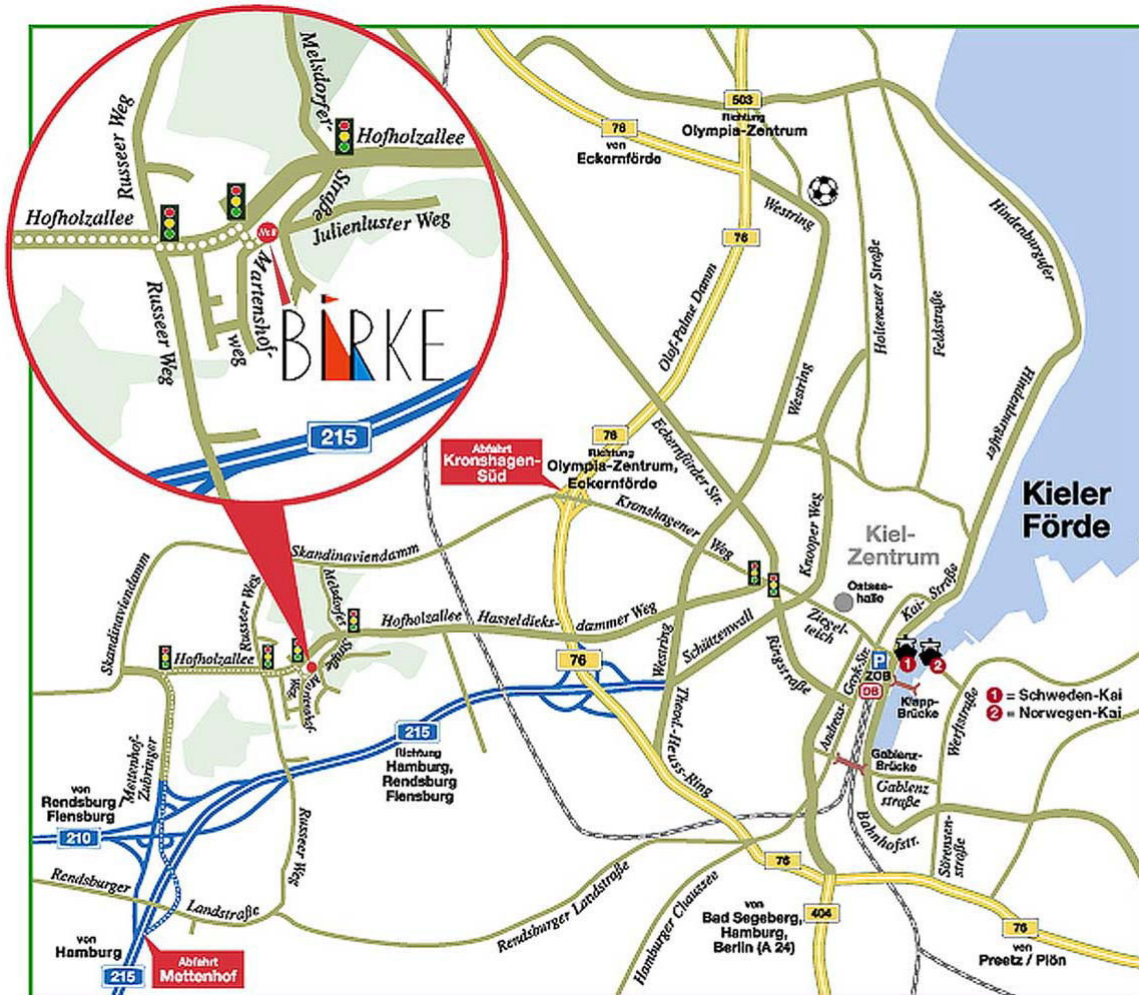 Melsdorfer-
Straße
Russeer Weg
Hofholzallee
Hofholzallee
Julienluster Weg
Nr. 8
Martenshof-
weg
Russeer Weg
BIRKE
215
503
Richtung
Olympia-Zentrum
76
von
Eckernförde
Westring
76
Hindenburgufer
Olof-Palme Damm
Holtenauer Straße
Feldstraße
Westring
Hindenburgufer
76
Richtung
Olympia-Zentrum,
Eckernförde
Abfahrt
Kronshagen-
Süd
Eckernförder Str.
Kronshagener Weg
Knooper Weg
Kieler
Förde
Kiel-
Zentrum
Ostsee-
halle
Kai-Straße
Ziegel-
teich
Skandinaviendamm
Skandinaviendamm
Russeer Weg
Melsdorfer
Straße
Hofholzallee
Hasseldieks-
dammer Weg
Hofholzallee
Martenshof
Weg
76
Westring
Schützenwall
Ringstraße
P
ZOB
DB
1
2
Klapp-
Brücke
Werftstraße
1 = Schweden-Kai
2 = Norwegen-Kai
Andreas-
Gayk-Str.
Gablenz-
Brücke
Gablenz
straße
Bahnhofstr.
Sörensen-
straße
Theod.-Heuss-Ring
215
Richtung
Hamburg,
Rendsburg
Flensburg
Mettenhof-
Zubringer
von
Rendsburg
Flensburg
210
Russeer Weg
Rendsburger
Landstraße
Rendsburger Landstraße
Hamburger Chaussee
von
Hamburg
215
Abfahrt
Mettenhof
76
von
Bad Segeberg,
Hamburg,
Berlin (A 24)
404
76
von
Preetz / Plön